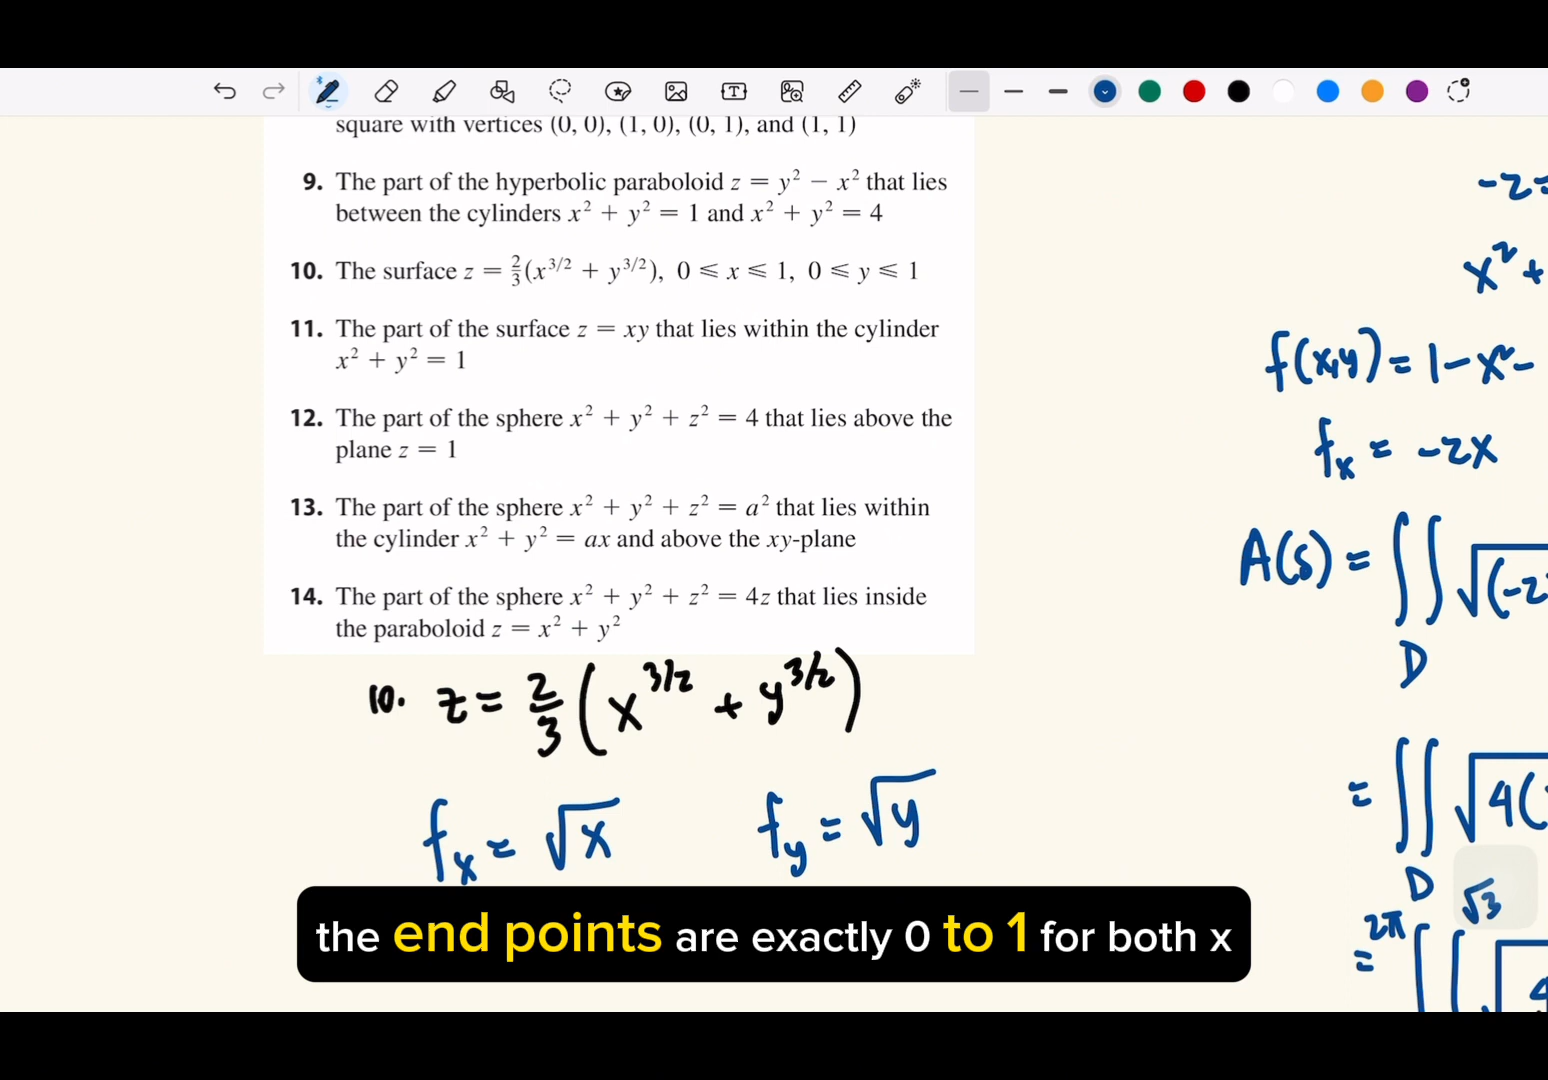 square with vertices (0, 0), (1, 0), (0, 1), and (1, 1)
9. The part of the hyperbolic paraboloid z = y² − x² that lies
between the cylinders x² + y² = 1 and x² + y² = 4
10. The surface z = 2/3(x^3/2 + y^3/2), 0 ⩽ x ⩽ 1, 0 ⩽ y ⩽ 1
11. The part of the surface z = xy that lies within the cylinder
x² + y² = 1
12. The part of the sphere x² + y² + z² = 4 that lies above the
plane z = 1
13. The part of the sphere x² + y² + z² = a² that lies within
the cylinder x² + y² = ax and above the xy-plane
14. The part of the sphere x² + y² + z² = 4z that lies inside
the paraboloid z = x² + y²
10. z = 2/3 (x^3/2 + y^3/2)
fx = √x fy = √y
-z=
x² +
f(x,y) = 1 - x² -
fx = -2x
A(S) = ∬ √(-2
D
= ∬ √4(
D
√3
2π
= ∫∫ √4
the end points are exactly 0 to 1 for both x